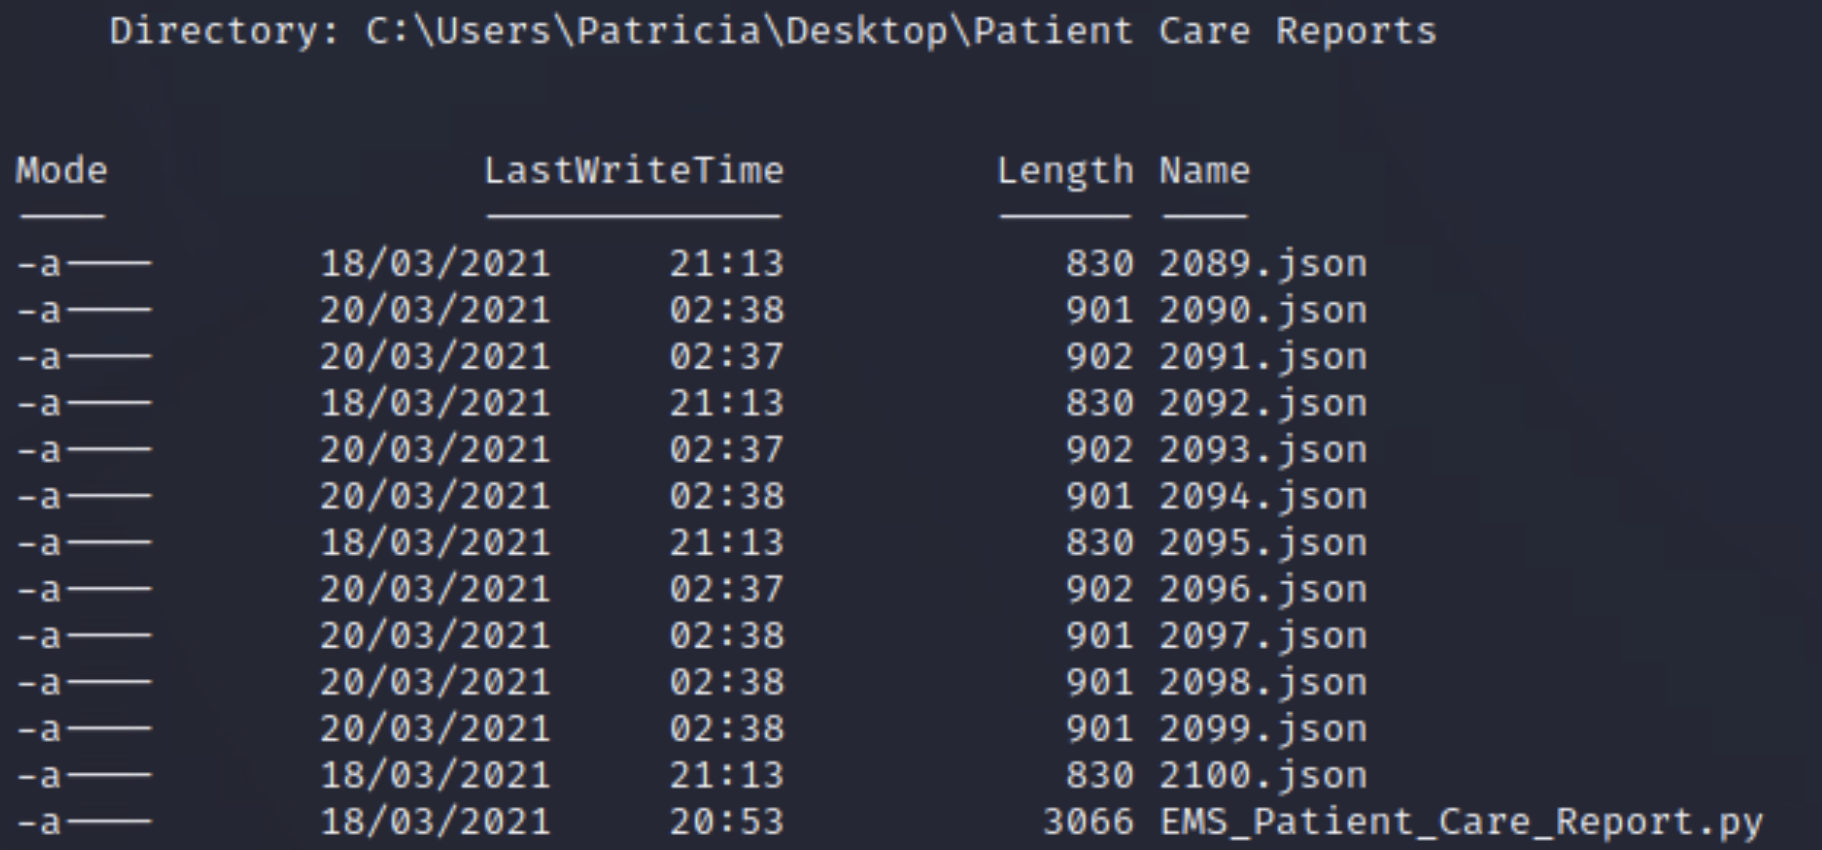 Directory: C:\Users\Patricia\Desktop\Patient Care Reports
Mode LastWriteTime Length Name
---- ------------- ------ ----
-a---- 18/03/2021 21:13 830 2089.json
-a---- 20/03/2021 02:38 901 2090.json
-a---- 20/03/2021 02:37 902 2091.json
-a---- 18/03/2021 21:13 830 2092.json
-a---- 20/03/2021 02:37 902 2093.json
-a---- 20/03/2021 02:38 901 2094.json
-a---- 18/03/2021 21:13 830 2095.json
-a---- 20/03/2021 02:37 902 2096.json
-a---- 20/03/2021 02:38 901 2097.json
-a---- 20/03/2021 02:38 901 2098.json
-a---- 20/03/2021 02:38 901 2099.json
-a---- 18/03/2021 21:13 830 2100.json
-a---- 18/03/2021 20:53 3066 EMS_Patient_Care_Report.py